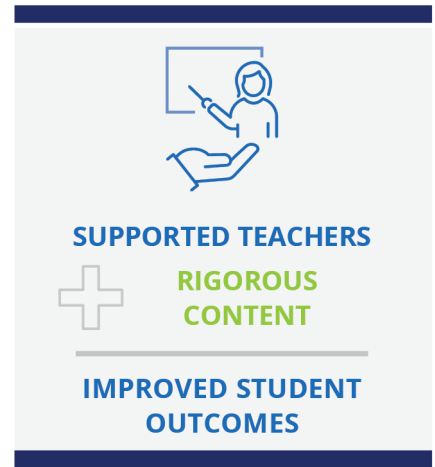 SUPPORTED TEACHERS
RIGOROUS
CONTENT
IMPROVED STUDENT
OUTCOMES